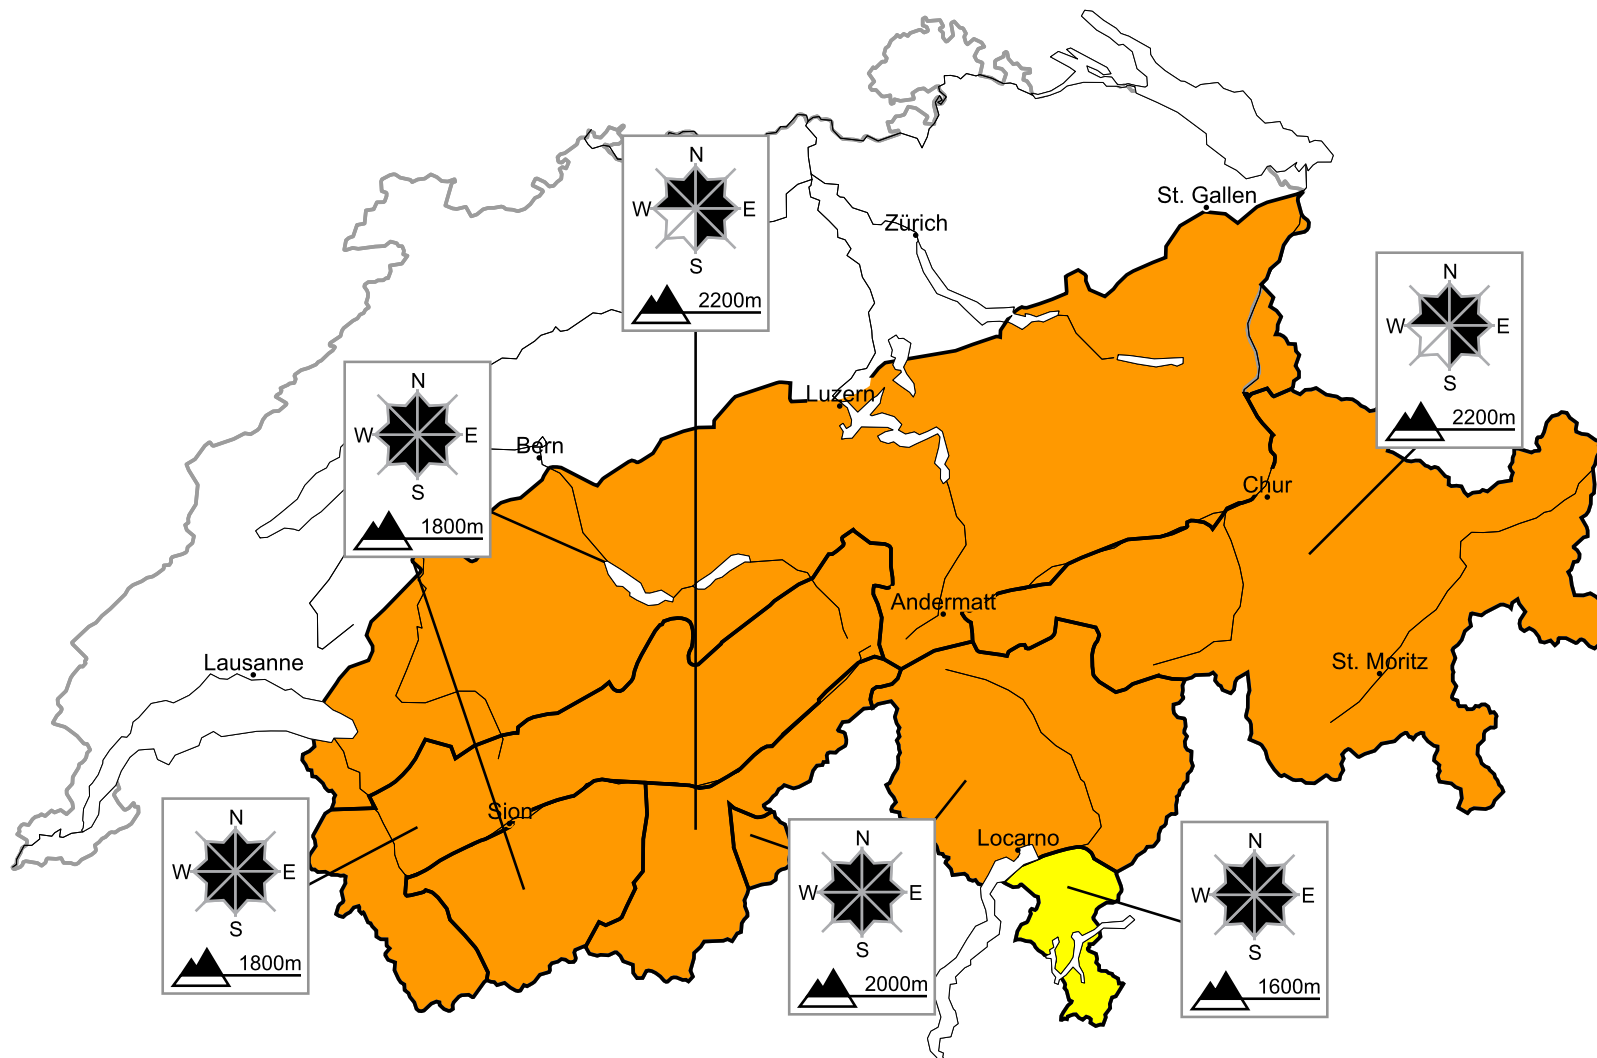 N
W E
S
2200m
St. Gallen
Zürich
N
W E
S
2200m
N
W E
S
1800m
Luzern
Bern
Chur
Andermatt
Lausanne
St. Moritz
Sion
Locarno
N
W E
S
1800m
N
W E
S
2000m
N
W E
S
1600m